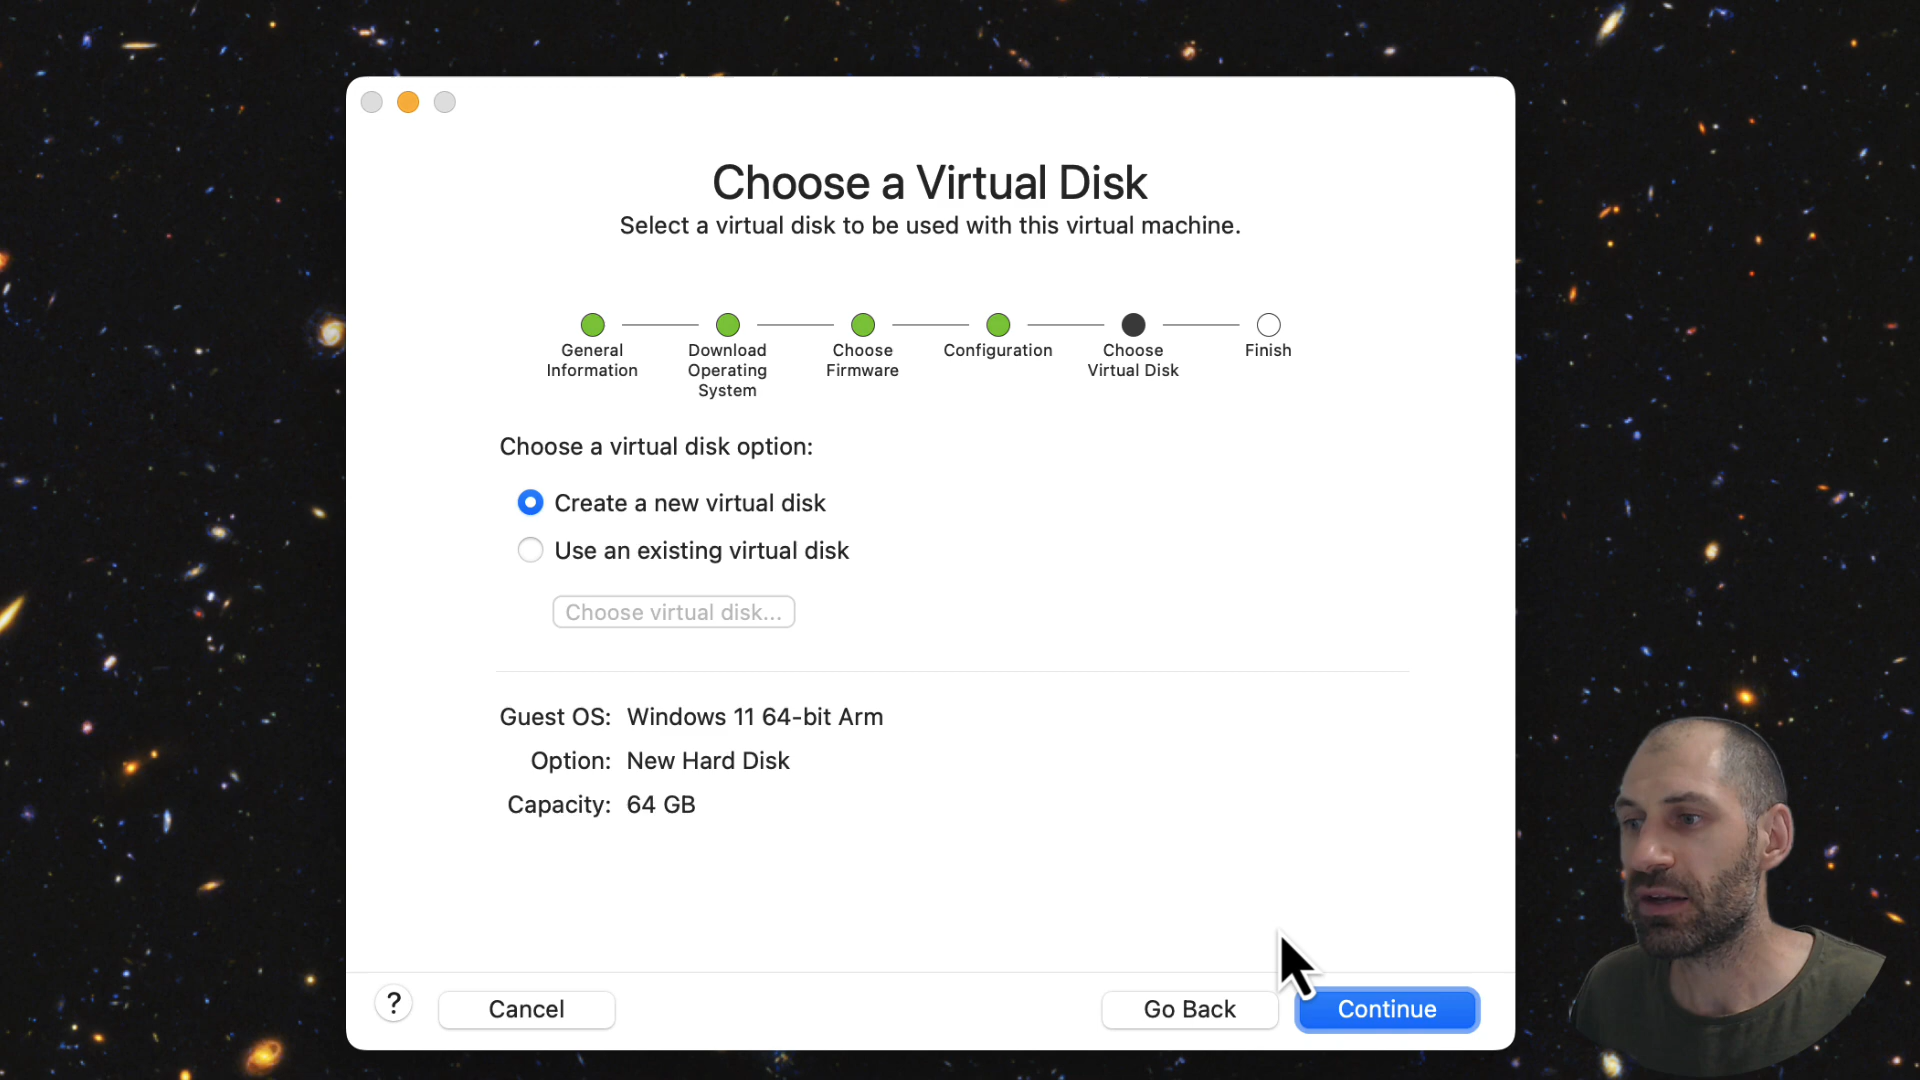 Choose a Virtual Disk
Select a virtual disk to be used with this virtual machine.
General
Information
Download
Operating
System
Choose
Firmware
Configuration
Choose
Virtual Disk
Finish
Choose a virtual disk option:
Create a new virtual disk
Use an existing virtual disk
Choose virtual disk...
Guest OS: Windows 11 64-bit Arm
Option: New Hard Disk
Capacity: 64 GB
? Cancel Go Back Continue